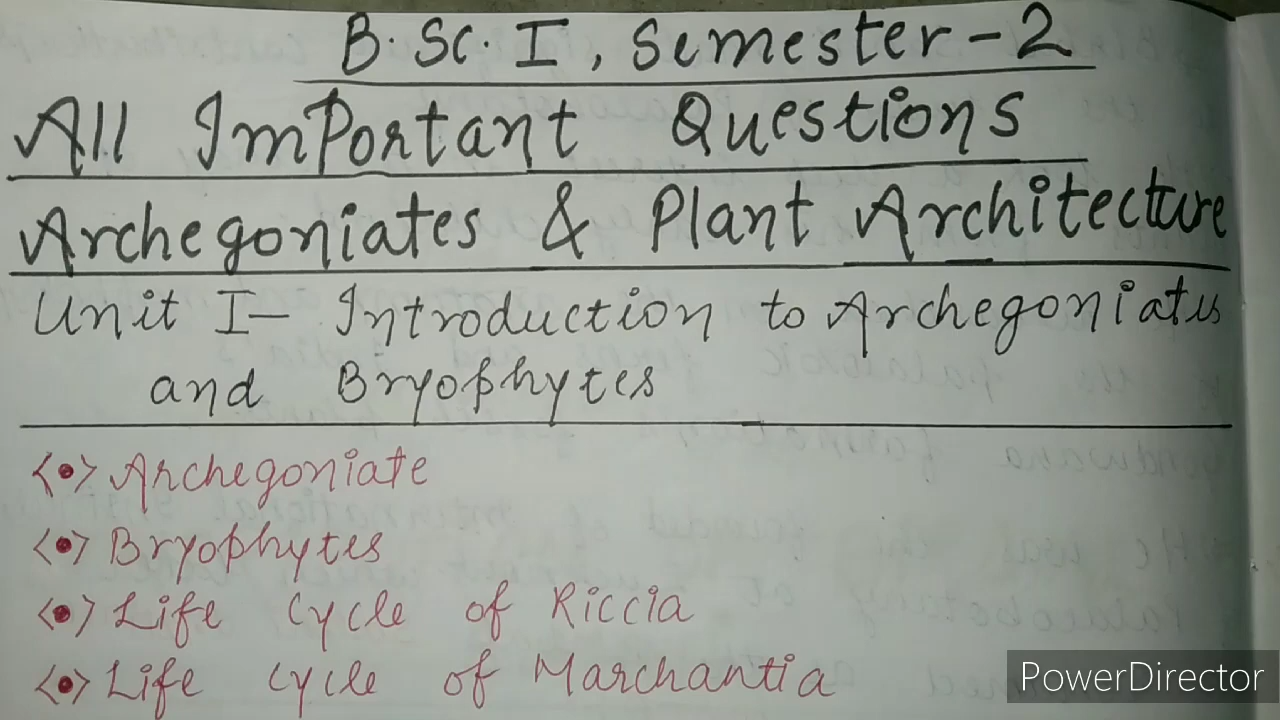 B.Sc. I, Semester-2
All Important Questions
Archegoniates & Plant Architecture
Unit I- Introduction to Archegoniates
and Bryophytes
<•> Archegoniate
<•> Bryophytes
<•> Life Cycle of Riccia
<•> Life Cycle of Marchantia
PowerDirector